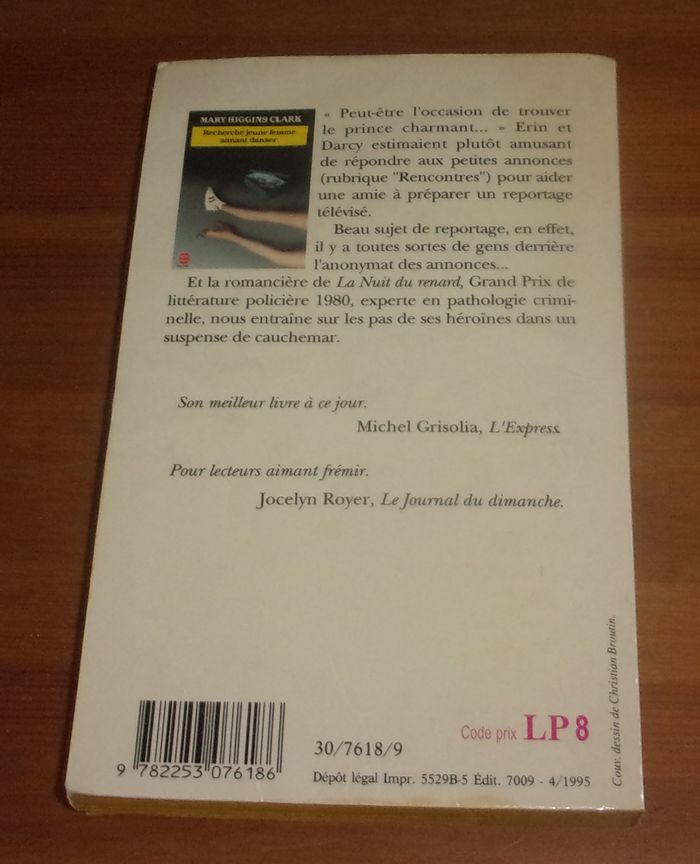 MARY HIGGINS CLARK
Recherche jeune femme
aimant danser
« Peut-être l'occasion de trouver
le prince charmant... » Erin et
Darcy estimaient plutôt amusant
de répondre aux petites annonces
(rubrique "Rencontres") pour aider
une amie à préparer un reportage
télévisé.
Beau sujet de reportage, en effet,
il y a toutes sortes de gens derrière
l'anonymat des annonces...
Et la romancière de La Nuit du renard, Grand Prix de
littérature policière 1980, experte en pathologie crimi-
nelle, nous entraîne sur les pas de ses héroïnes dans un
suspense de cauchemar.
Son meilleur livre à ce jour.
Michel Grisolia, L'Express.
Pour lecteurs aimant frémir.
Jocelyn Royer, Le Journal du dimanche.
Couv. dessin de Christian Broutin.
9 782253 076186
30/7618/9
Code prix LP 8
Dépôt légal Impr. 5529B-5 Édit. 7009 - 4/1995